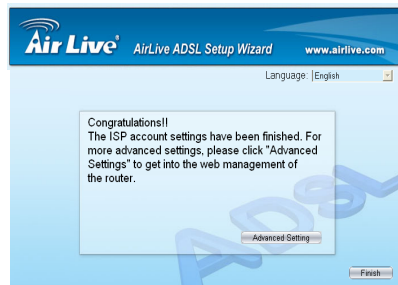 Air Live® AirLive ADSL Setup Wizard www.airlive.com
Language: English
Congratulations!!
The ISP account settings have been finished. For
more advanced settings, please click "Advanced
Settings" to get into the web management of
the router.
Advanced Setting
ADSL
Finish